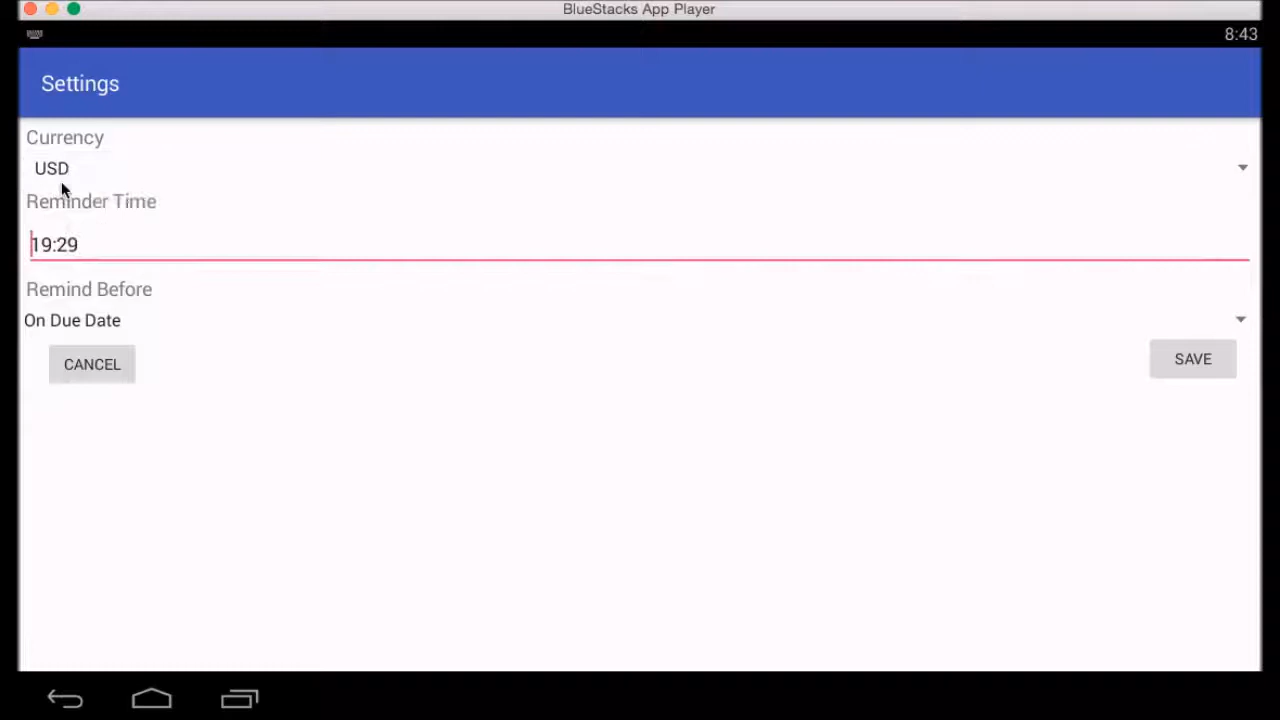 BlueStacks App Player
8:43
Settings
Currency
USD
Reminder Time
19:29
Remind Before
On Due Date
CANCEL
SAVE